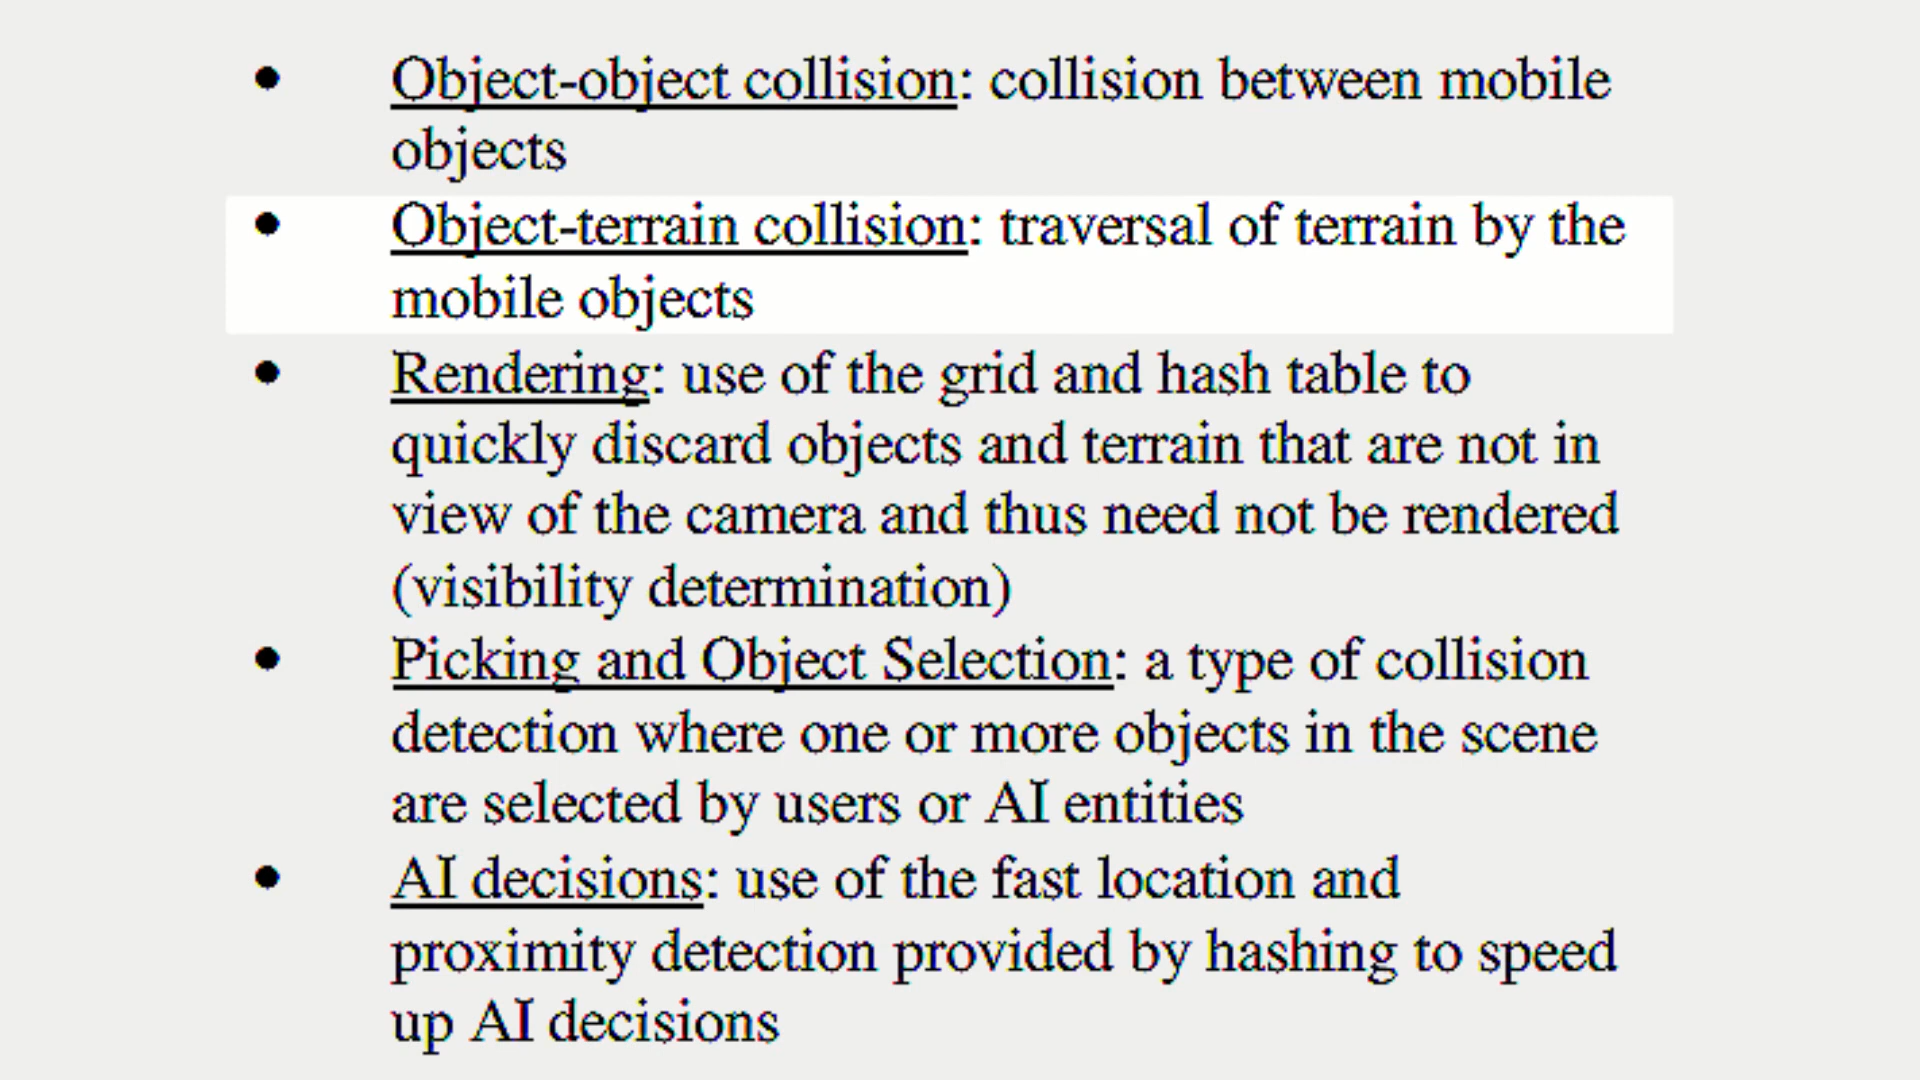 • Object-object collision: collision between mobile
objects
• Object-terrain collision: traversal of terrain by the
mobile objects
• Rendering: use of the grid and hash table to
quickly discard objects and terrain that are not in
view of the camera and thus need not be rendered
(visibility determination)
• Picking and Object Selection: a type of collision
detection where one or more objects in the scene
are selected by users or AI entities
• AI decisions: use of the fast location and
proximity detection provided by hashing to speed
up AI decisions